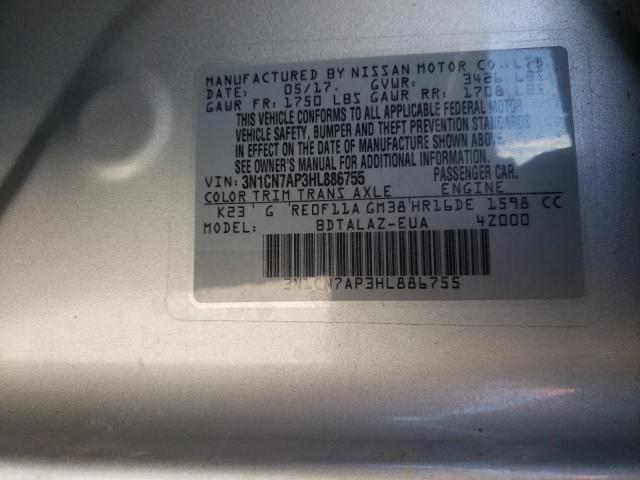 MANUFACTURED BY NISSAN MOTOR CO., LTD.
DATE: 05/17. GVWR: 3426 LBS
GAWR FR: 1750 LBS GAWR RR: 1708 LBS
THIS VEHICLE CONFORMS TO ALL APPLICABLE FEDERAL MOTOR
VEHICLE SAFETY, BUMPER AND THEFT PREVENTION STANDARDS
IN EFFECT ON THE DATE OF MANUFACTURE SHOWN ABOVE.
SEE OWNER'S MANUAL FOR LOADING INFORMATION.
VIN: 3N1CN7AP3HL886755 PASSENGER CAR.
COLOR TRIM TRANS AXLE ENGINE
K23 G RE0F11A GM38 HR16DE 1598 CC
MODEL: BDTALAZ-EUA 4Z000
3N1CN7AP3HL886755